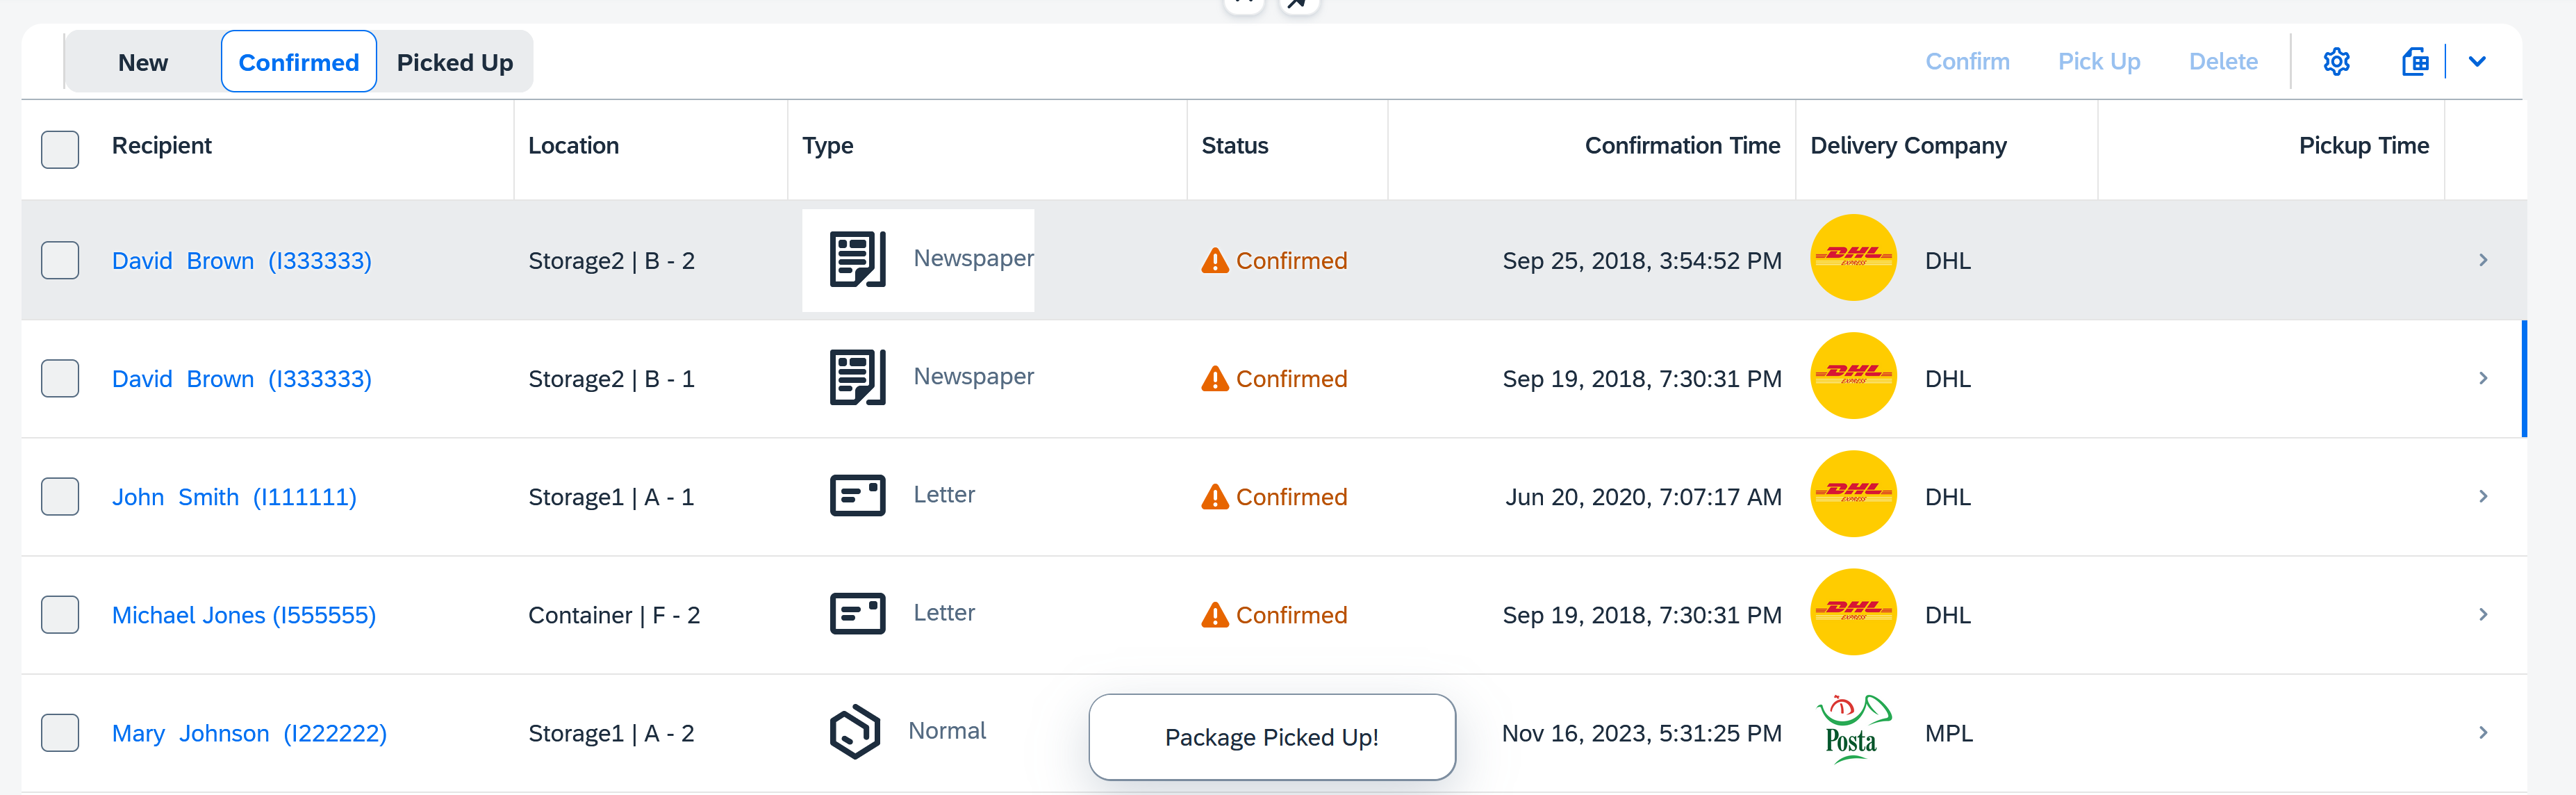 New Confirmed Picked Up Confirm Pick Up Delete
Recipient Location Type Status Confirmation Time Delivery Company Pickup Time
David Brown (I333333) Storage2 | B - 2 Newspaper Confirmed Sep 25, 2018, 3:54:52 PM DHL EXPRESS DHL
David Brown (I333333) Storage2 | B - 1 Newspaper Confirmed Sep 19, 2018, 7:30:31 PM DHL EXPRESS DHL
John Smith (I111111) Storage1 | A - 1 Letter Confirmed Jun 20, 2020, 7:07:17 AM DHL EXPRESS DHL
Michael Jones (I555555) Container | F - 2 Letter Confirmed Sep 19, 2018, 7:30:31 PM DHL EXPRESS DHL
Mary Johnson (I222222) Storage1 | A - 2 Normal Package Picked Up! Nov 16, 2023, 5:31:25 PM Posta MPL